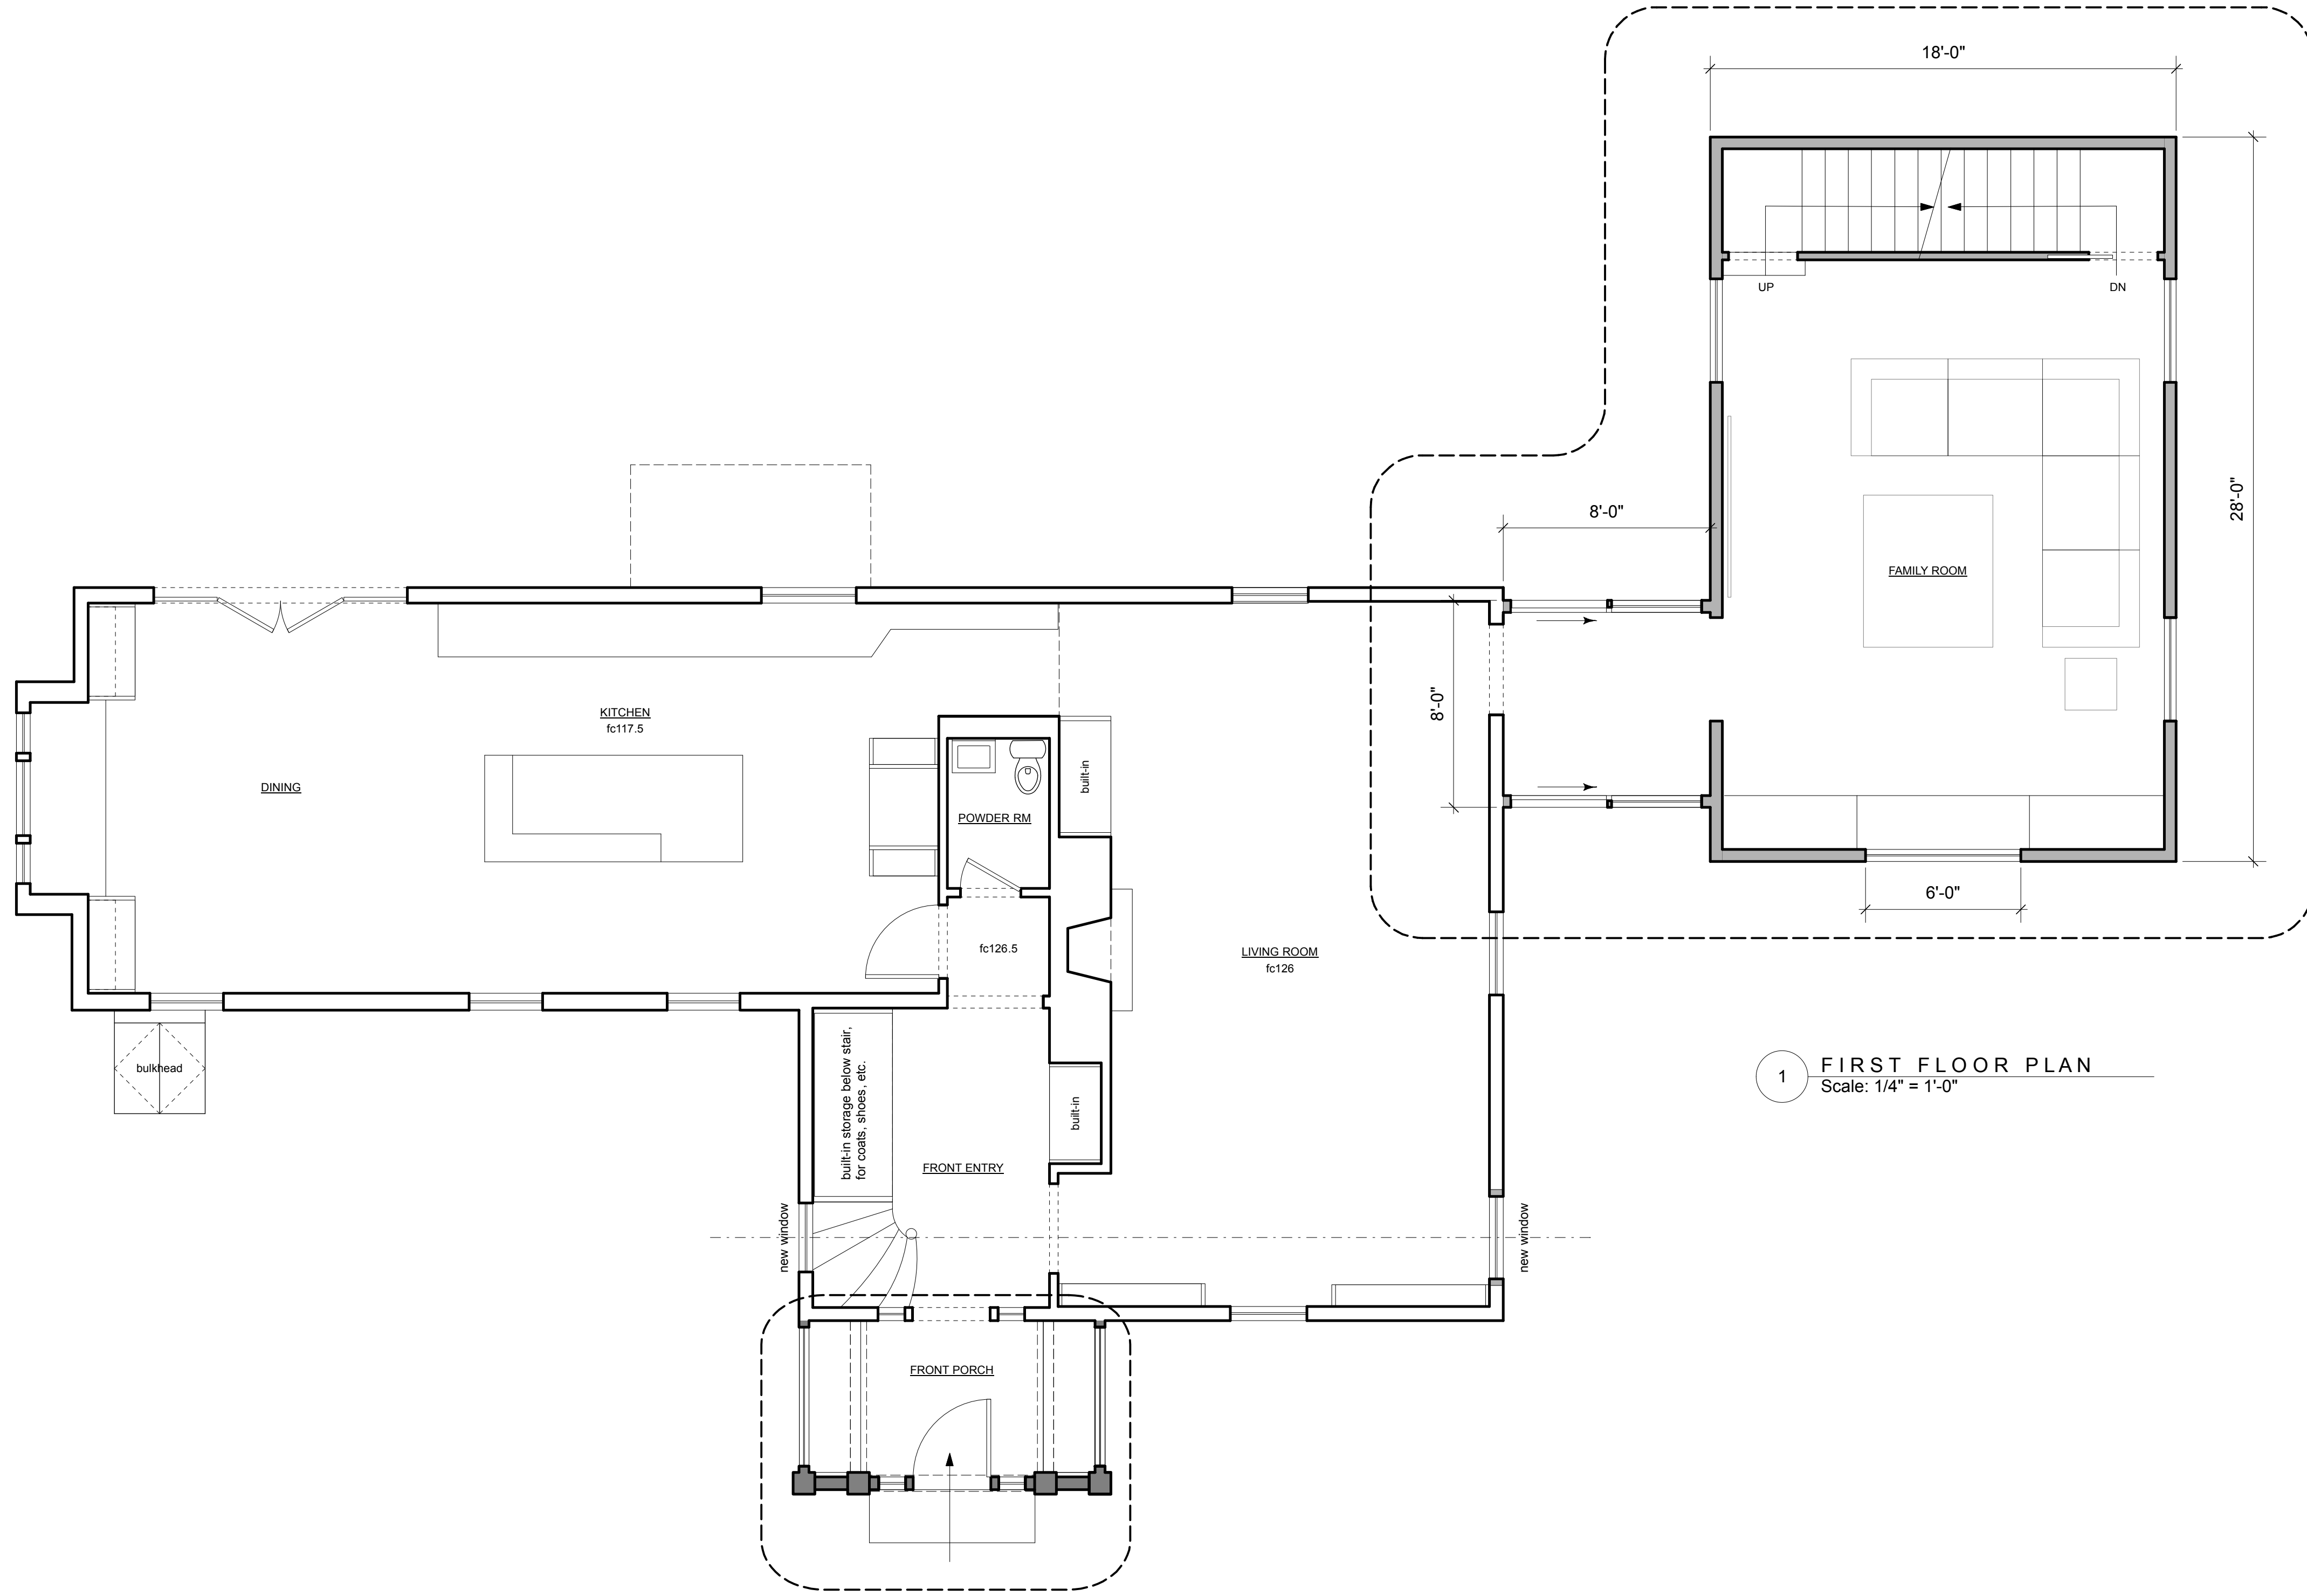 18'-0"
UP
DN
28'-0"
8'-0"
FAMILY ROOM
8'-0"
KITCHEN
fc117.5
DINING
built-in
POWDER RM
6'-0"
fc126.5
LIVING ROOM
fc126
bulkhead
built-in storage below stair,
for coats, shoes, etc.
built-in
1
FIRST FLOOR PLAN
Scale: 1/4" = 1'-0"
FRONT ENTRY
new window
new window
FRONT PORCH